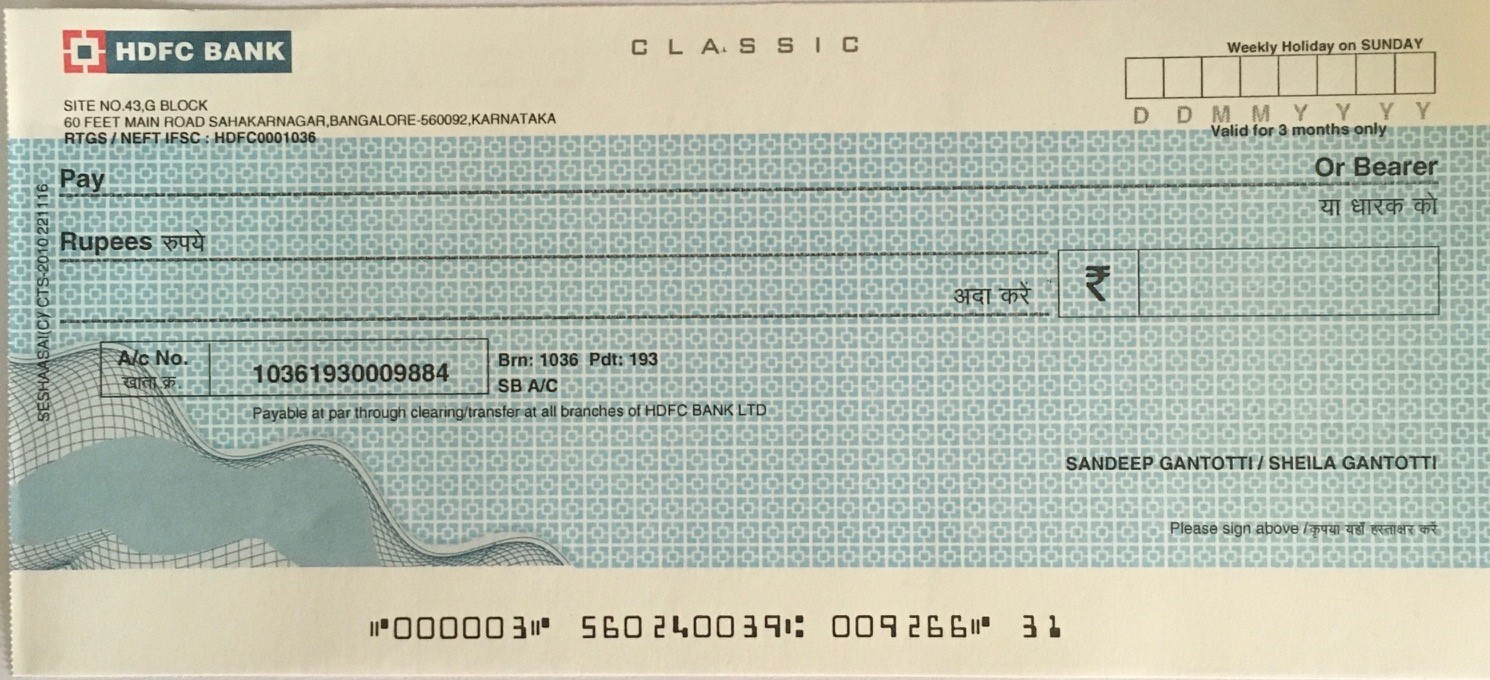 HDFC BANK
CLASSIC
Weekly Holiday on SUNDAY
D D M M Y Y Y Y
Valid for 3 months only
SITE NO.43,G BLOCK
60 FEET MAIN ROAD SAHAKARNAGAR,BANGALORE-560092,KARNATAKA
RTGS / NEFT IFSC : HDFC0001036
Pay
Or Bearer
या धारक को
Rupees रुपये
अदा करें
₹
A/c No.
खाता क्र.
10361930009884
Brn: 1036 Pdt: 193
SB A/C
Payable at par through clearing/transfer at all branches of HDFC BANK LTD
SESHAASAI(C)/ CTS-2010 221116
SANDEEP GANTOTTI / SHEILA GANTOTTI
Please sign above / कृपया यहाँ हस्ताक्षर करें
⑈000003⑈ 560240039⑆ 009266⑈ 31